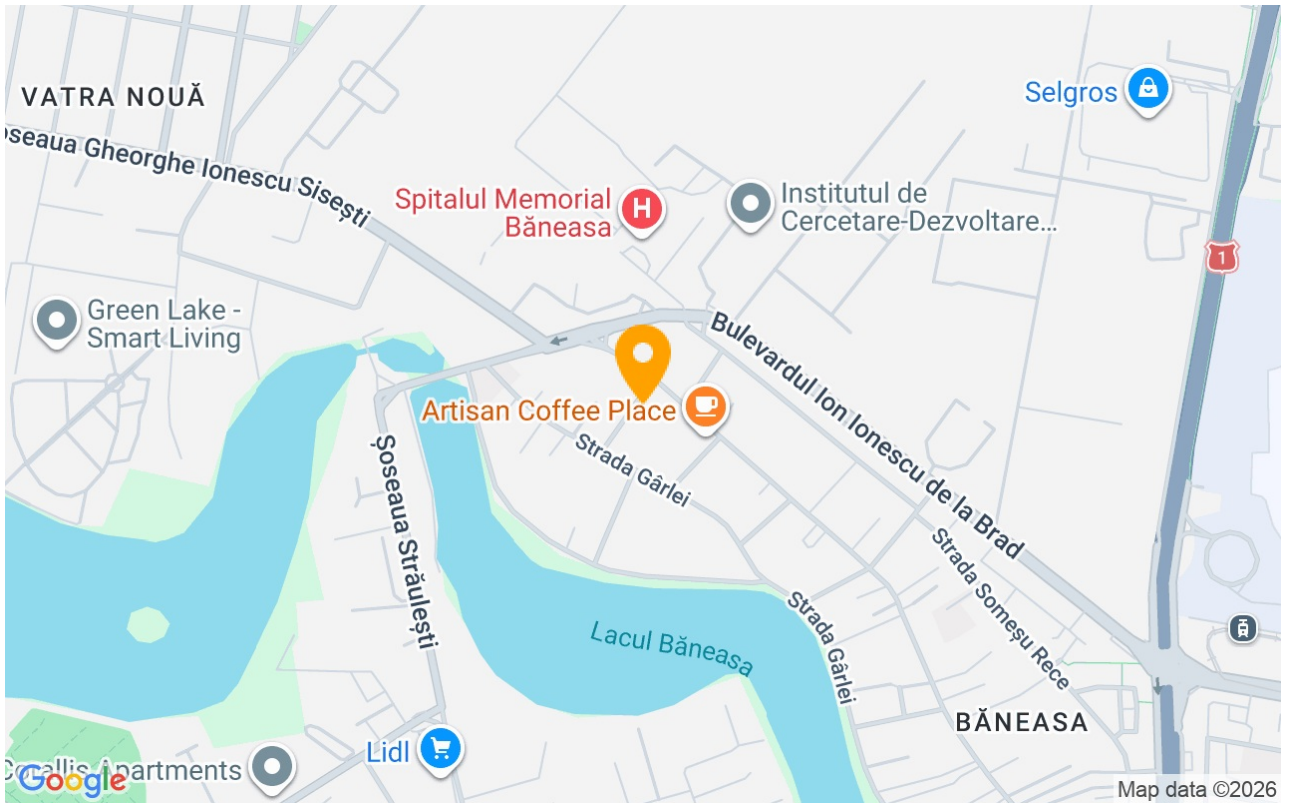 VATRA NOUĂ
Selgros
oseaua Gheorghe Ionescu Sisești
Spitalul Memorial
Băneasa
Institutul de
Cercetare-Dezvoltare...
1
Green Lake -
Smart Living
Bulevardul Ion Ionescu de la Brad
Artisan Coffee Place
Strada Gârlei
Șoseaua Străulești
Strada Someșu Rece
Strada Gârlei
Lacul Băneasa
BĂNEASA
Lidl
Corallis Apartments
Google
Map data ©2026